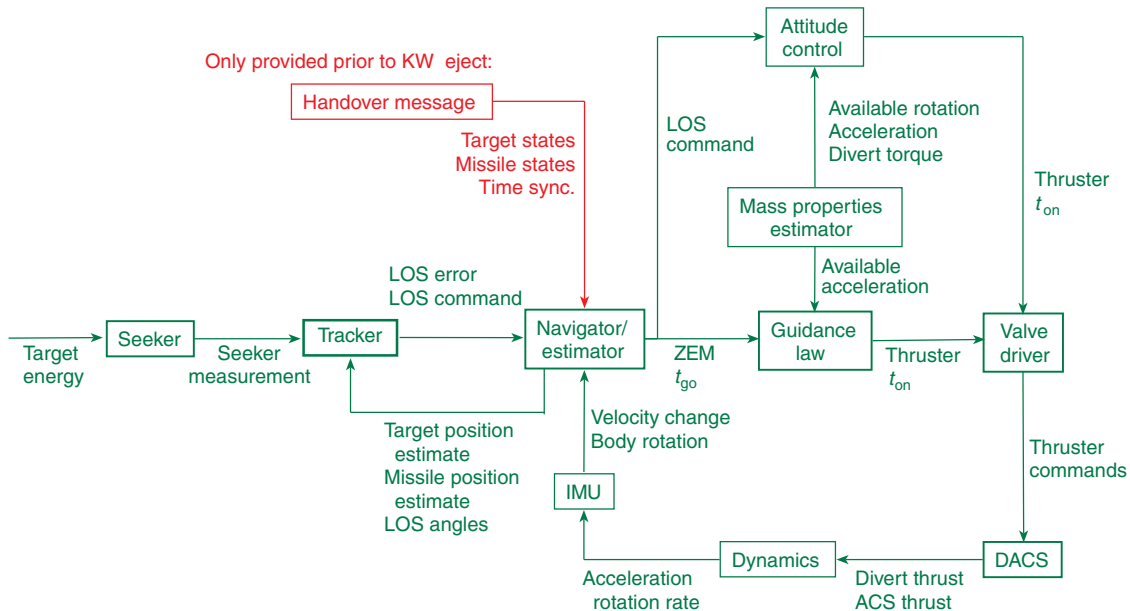 Attitude
control
Only provided prior to KW eject:
Handover message
LOS
command
Available rotation
Acceleration
Divert torque
Target states
Missile states
Time sync.
Thruster
t on
Mass properties
estimator
LOS error
LOS command
Available
acceleration
Seeker
Tracker
Navigator/
estimator
Guidance
law
Valve
driver
Target
energy
Seeker
measurement
ZEM
t go
Thruster
t on
Target position
estimate
Missile position
estimate
LOS angles
Velocity change
Body rotation
Thruster
commands
IMU
Dynamics
DACS
Acceleration
rotation rate
Divert thrust
ACS thrust